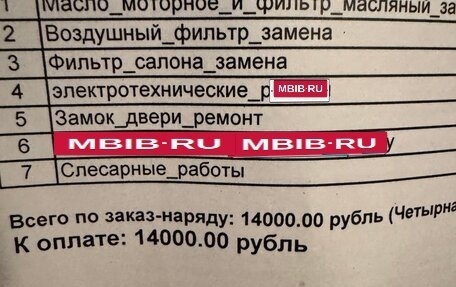 1 Масло_моторное_и_фильтр_масляный_за
2 Воздушный_фильтр_замена
3 Фильтр_салона_замена
4 электротехнические_р MBIB·RU
5 Замок_двери_ремонт
6 MBIB·RU MBIB·RU у
7 Слесарные_работы
Всего по заказ-наряду: 14000.00 рубль (Четырна
К оплате: 14000.00 рубль